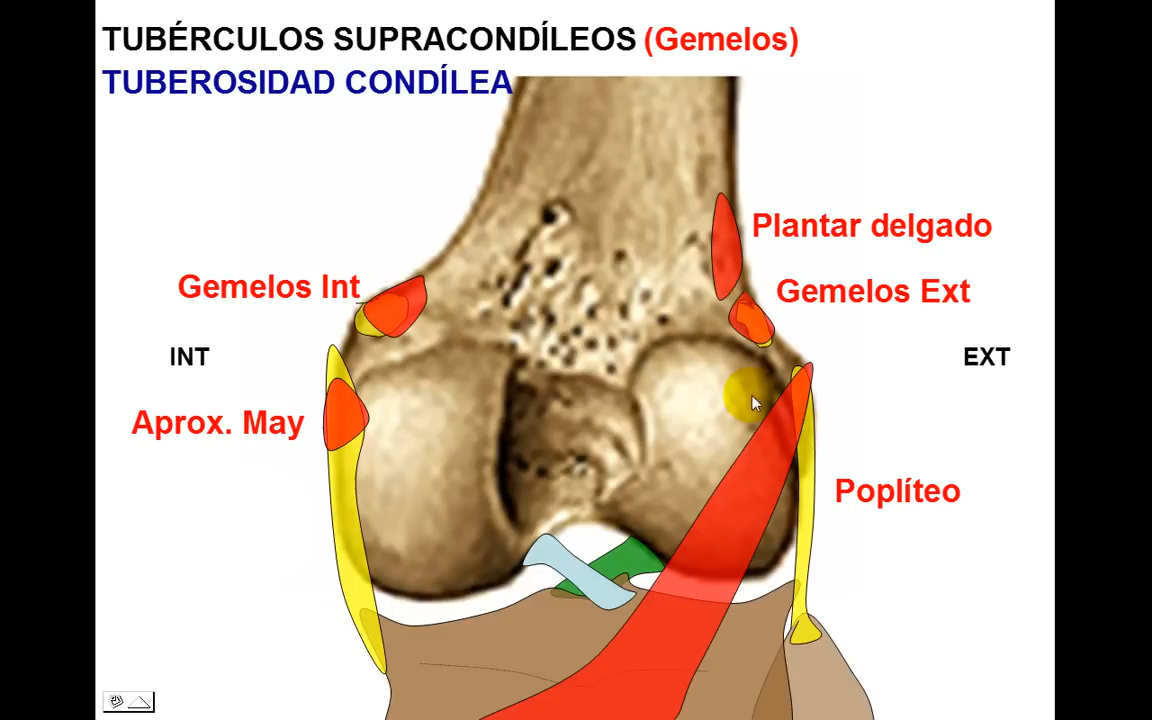 TUBÉRCULOS SUPRACONDÍLEOS (Gemelos)
TUBEROSIDAD CONDÍLEA
Plantar delgado
Gemelos Int
Gemelos Ext
INT
EXT
Aprox. May
Poplíteo